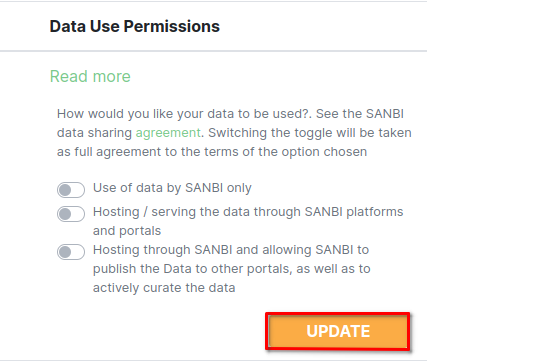 Data Use Permissions
Read more
How would you like your data to be used?. See the SANBI
data sharing agreement. Switching the toggle will be taken
as full agreement to the terms of the option chosen
Use of data by SANBI only
Hosting / serving the data through SANBI platforms
and portals
Hosting through SANBI and allowing SANBI to
publish the Data to other portals, as well as to
actively curate the data
UPDATE